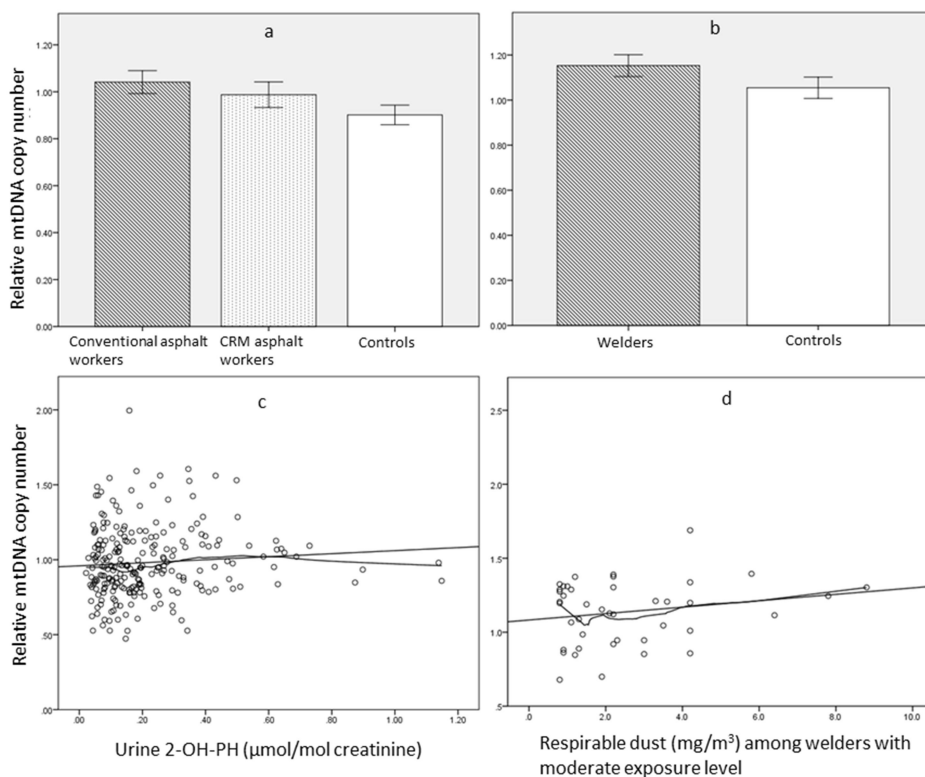 a
Relative mtDNA copy number
1.20
1.00
0.80
0.60
0.40
0.20
0.00
Conventional asphalt workers
CRM asphalt workers
Controls
b
1.20
1.00
0.80
0.60
0.40
0.20
0.00
Welders
Controls
c
Relative mtDNA copy number
2.00
1.50
1.00
.50
.00
.00 .20 .40 .60 .80 1.00 1.20
Urine 2-OH-PH (µmol/mol creatinine)
d
2.5
2.0
1.5
1.0
.5
.0 2.0 4.0 6.0 8.0 10.0
Respirable dust (mg/m³) among welders with
moderate exposure level